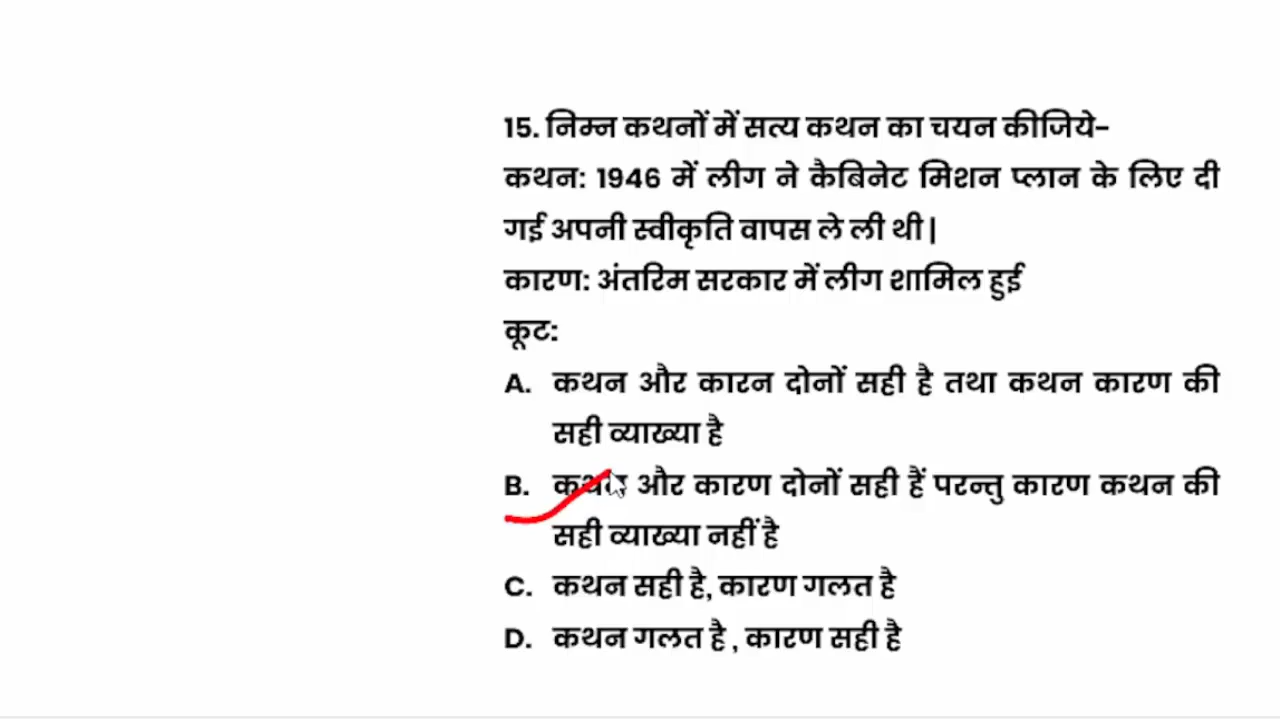 15. निम्न कथनों में सत्य कथन का चयन कीजिये-
कथन: 1946 में लीग ने कैबिनेट मिशन प्लान के लिए दी
गई अपनी स्वीकृति वापस ले ली थी |
कारण: अंतरिम सरकार में लीग शामिल हुई
कूट:
A. कथन और कारन दोनों सही है तथा कथन कारण की
सही व्याख्या है
B. कथन और कारण दोनों सही हैं परन्तु कारण कथन की
सही व्याख्या नहीं है
C. कथन सही है, कारण गलत है
D. कथन गलत है , कारण सही है